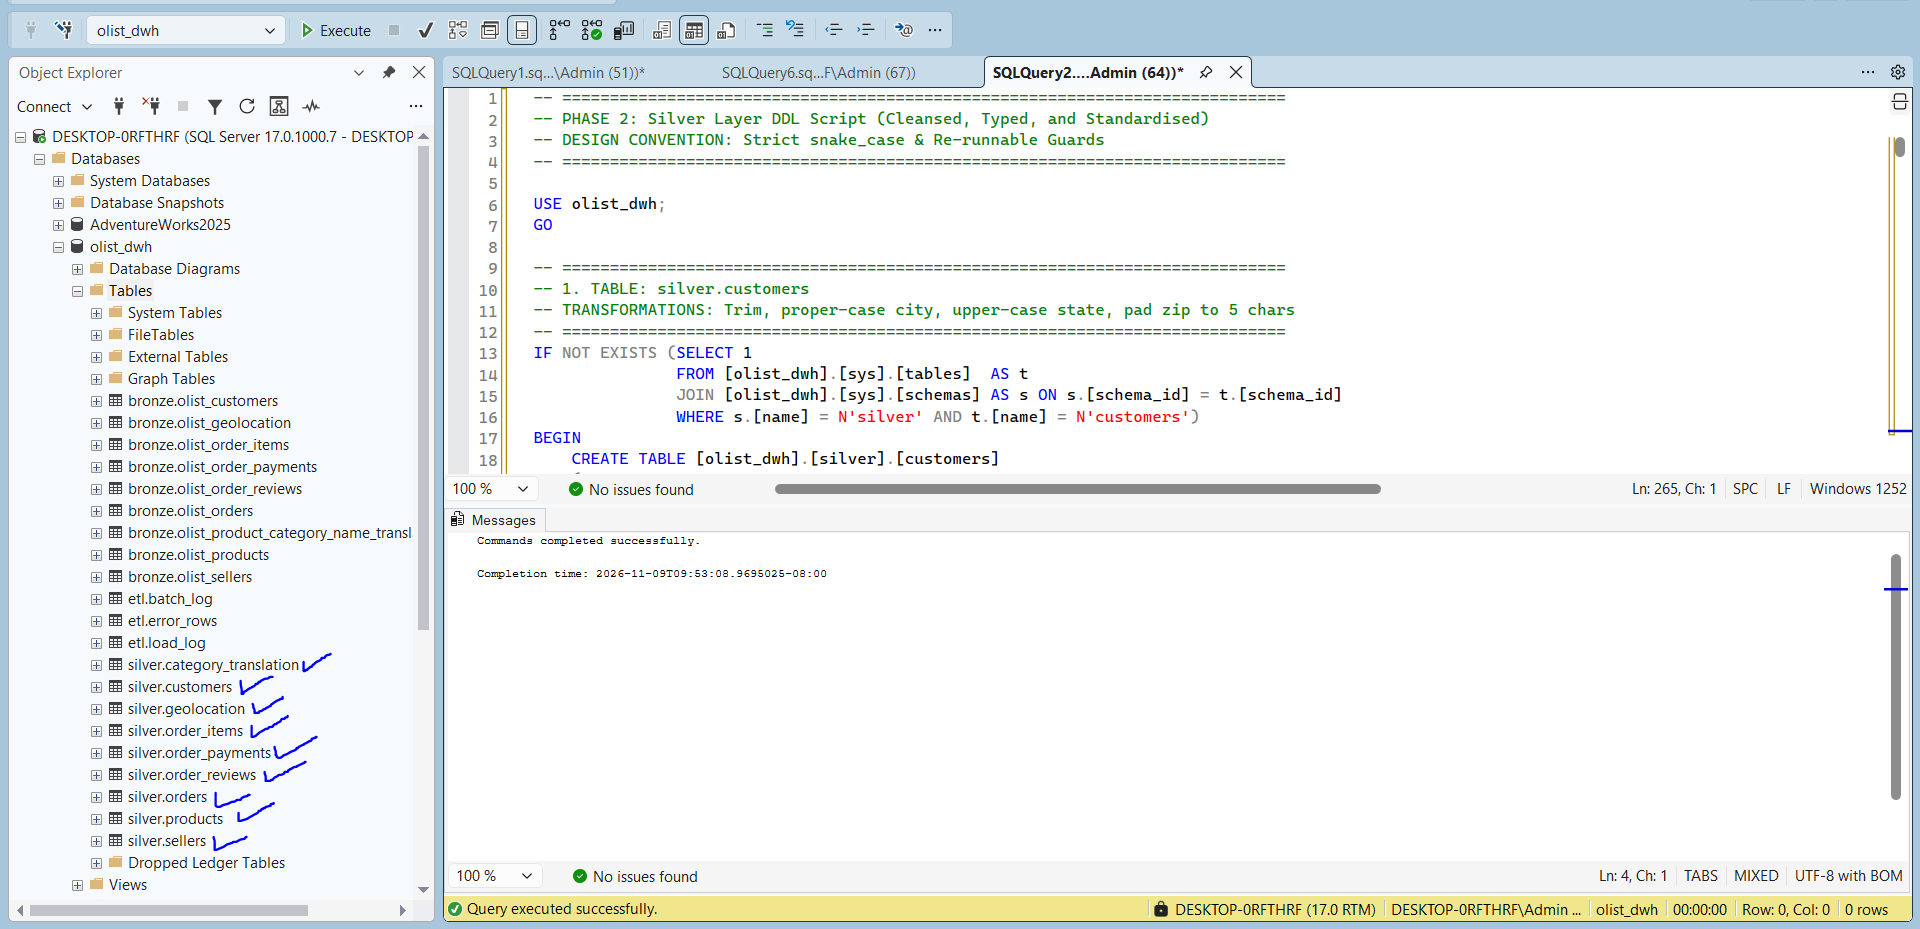 olist_dwh
Execute
Object Explorer
Connect
DESKTOP-0RFTHRF (SQL Server 17.0.1000.7 - DESKTOP
Databases
System Databases
Database Snapshots
AdventureWorks2025
olist_dwh
Database Diagrams
Tables
System Tables
FileTables
External Tables
Graph Tables
bronze.olist_customers
bronze.olist_geolocation
bronze.olist_order_items
bronze.olist_order_payments
bronze.olist_order_reviews
bronze.olist_orders
bronze.olist_product_category_name_transl
bronze.olist_products
bronze.olist_sellers
etl.batch_log
etl.error_rows
etl.load_log
silver.category_translation
silver.customers
silver.geolocation
silver.order_items
silver.order_payments
silver.order_reviews
silver.orders
silver.products
silver.sellers
Dropped Ledger Tables
Views
SQLQuery1.sq...\Admin (51))*
SQLQuery6.sq...F\Admin (67))
SQLQuery2....Admin (64))*
1 -- ============================================================================
2 -- PHASE 2: Silver Layer DDL Script (Cleansed, Typed, and Standardised)
3 -- DESIGN CONVENTION: Strict snake_case & Re-runnable Guards
4 -- ============================================================================
5
6 USE olist_dwh;
7 GO
8
9 -- ============================================================================
10 -- 1. TABLE: silver.customers
11 -- TRANSFORMATIONS: Trim, proper-case city, upper-case state, pad zip to 5 chars
12 -- ============================================================================
13 IF NOT EXISTS (SELECT 1
14 FROM [olist_dwh].[sys].[tables]  AS t
15 JOIN [olist_dwh].[sys].[schemas] AS s ON s.[schema_id] = t.[schema_id]
16 WHERE s.[name] = N'silver' AND t.[name] = N'customers')
17 BEGIN
18 CREATE TABLE [olist_dwh].[silver].[customers]
100 %
No issues found
Ln: 265, Ch: 1 SPC LF Windows 1252
Messages
Commands completed successfully.
Completion time: 2026-11-09T09:53:08.9695025-08:00
100 %
No issues found
Ln: 4, Ch: 1 TABS MIXED UTF-8 with BOM
Query executed successfully.
DESKTOP-0RFTHRF (17.0 RTM) DESKTOP-0RFTHRF\Admin ... olist_dwh 00:00:00 Row: 0, Col: 0 0 rows